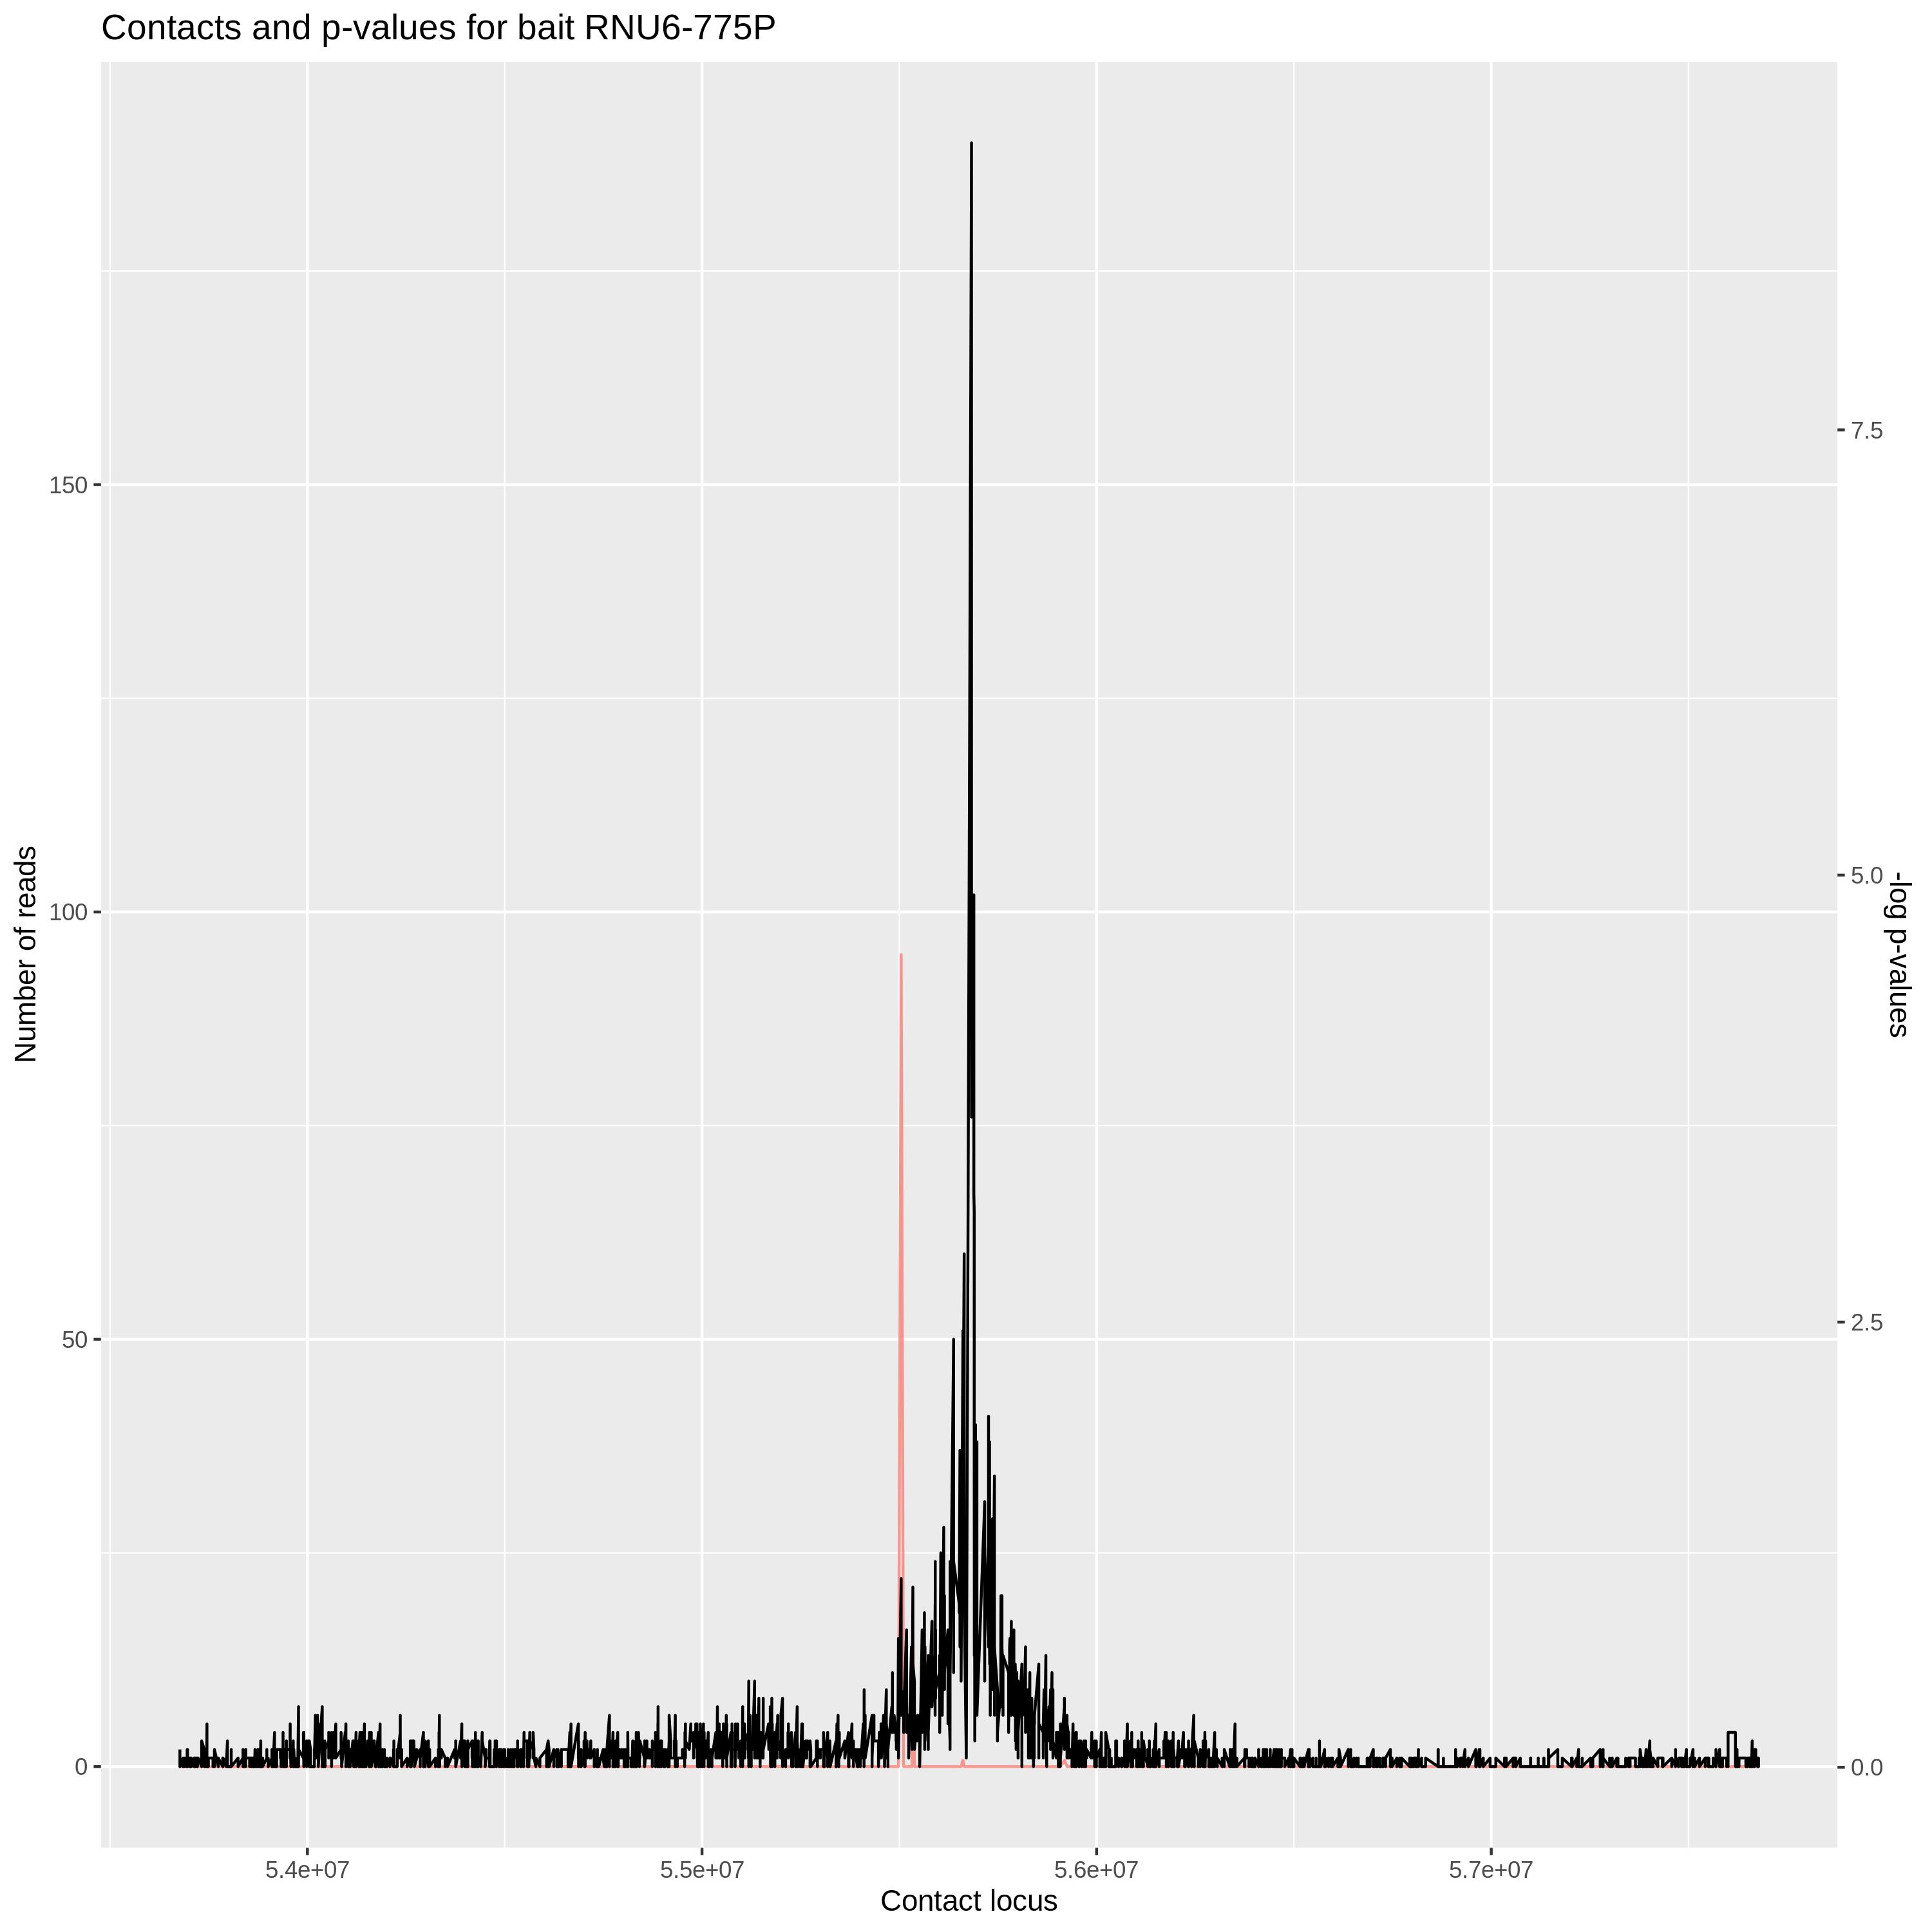 Contacts and p-values for bait RNU6-775P
150
100
50
0
Number of reads
7.5
5.0
2.5
0.0
-log p-values
5.4e+07
5.5e+07
5.6e+07
5.7e+07
Contact locus